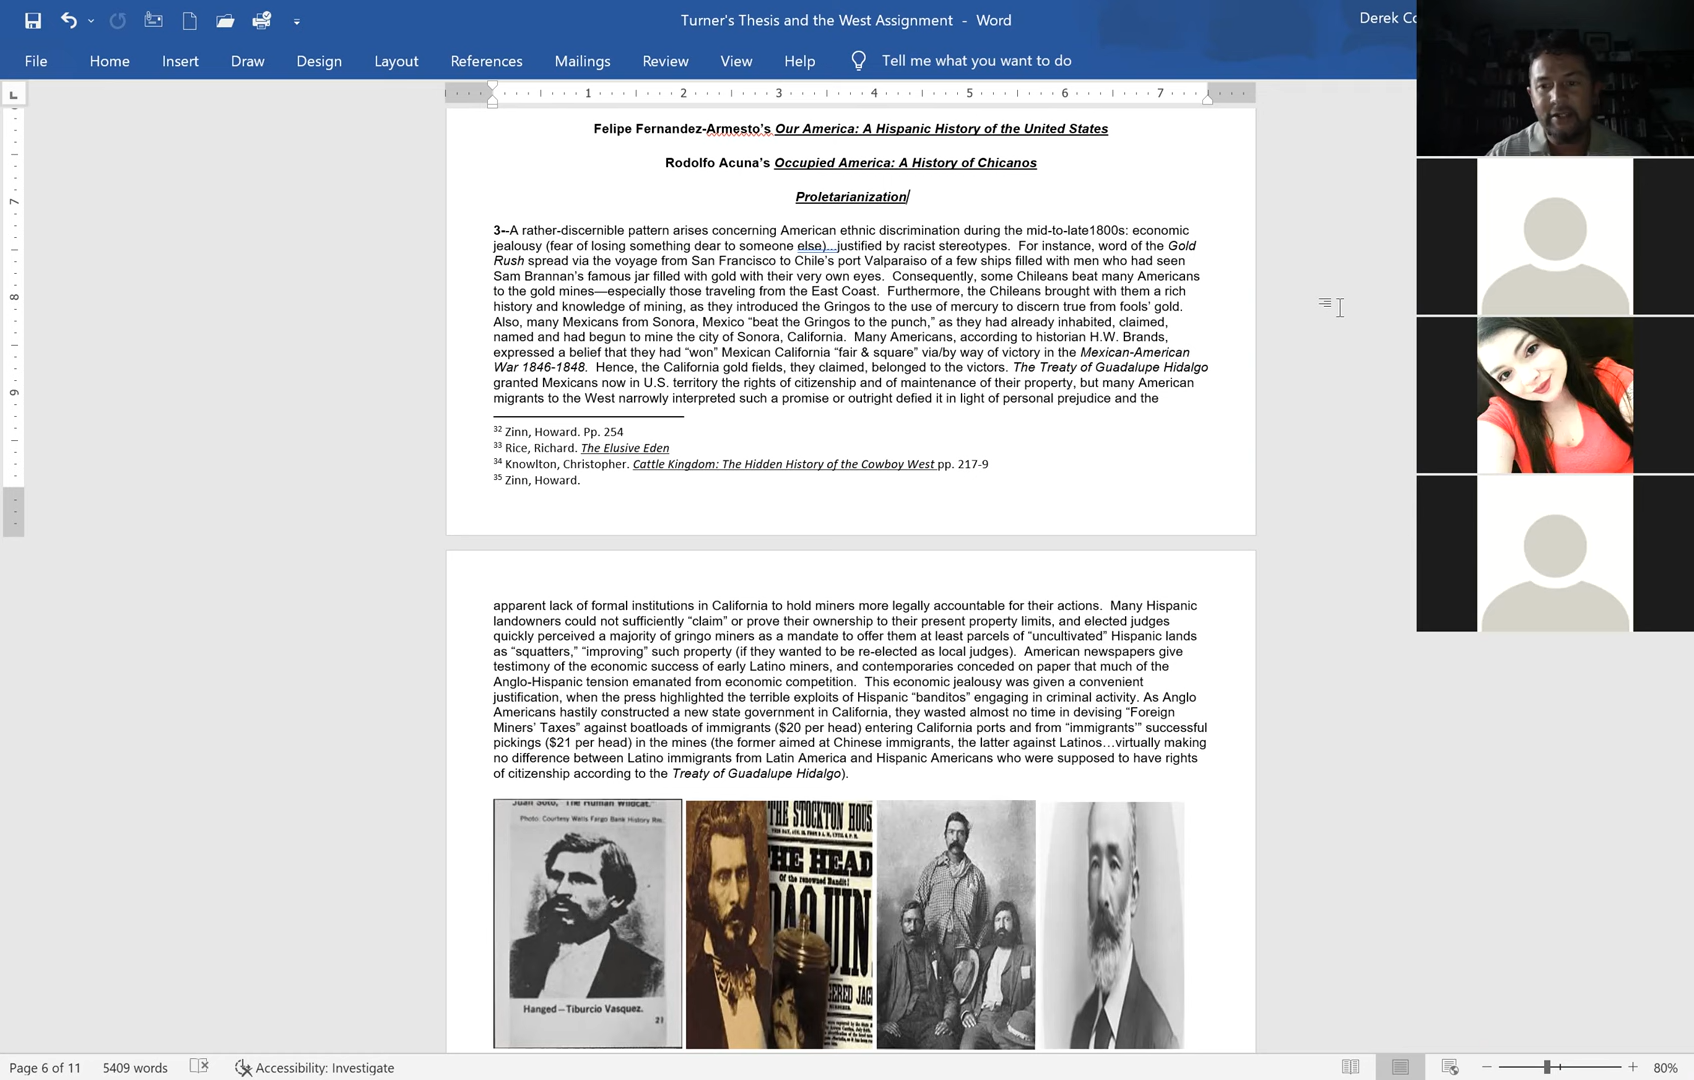 Turner's Thesis and the West Assignment - Word
Derek Co
File Home Insert Draw Design Layout References Mailings Review View Help Tell me what you want to do
L
1 2 3 4 5 6 7
Felipe Fernandez-Armesto's Our America: A Hispanic History of the United States
Rodolfo Acuna's Occupied America: A History of Chicanos
Proletarianization
3--A rather-discernible pattern arises concerning American ethnic discrimination during the mid-to-late1800s: economic
jealousy (fear of losing something dear to someone else)...justified by racist stereotypes. For instance, word of the Gold
Rush spread via the voyage from San Francisco to Chile's port Valparaiso of a few ships filled with men who had seen
Sam Brannan's famous jar filled with gold with their very own eyes. Consequently, some Chileans beat many Americans
to the gold mines—especially those traveling from the East Coast. Furthermore, the Chileans brought with them a rich
history and knowledge of mining, as they introduced the Gringos to the use of mercury to discern true from fools' gold.
Also, many Mexicans from Sonora, Mexico “beat the Gringos to the punch,” as they had already inhabited, claimed,
named and had begun to mine the city of Sonora, California. Many Americans, according to historian H.W. Brands,
expressed a belief that they had “won” Mexican California “fair & square” via/by way of victory in the Mexican-American
War 1846-1848. Hence, the California gold fields, they claimed, belonged to the victors. The Treaty of Guadalupe Hidalgo
granted Mexicans now in U.S. territory the rights of citizenship and of maintenance of their property, but many American
migrants to the West narrowly interpreted such a promise or outright defied it in light of personal prejudice and the
32 Zinn, Howard. Pp. 254
33 Rice, Richard. The Elusive Eden
34 Knowlton, Christopher. Cattle Kingdom: The Hidden History of the Cowboy West pp. 217-9
35 Zinn, Howard.
7
8
9
apparent lack of formal institutions in California to hold miners more legally accountable for their actions. Many Hispanic
landowners could not sufficiently “claim” or prove their ownership to their present property limits, and elected judges
quickly perceived a majority of gringo miners as a mandate to offer them at least parcels of “uncultivated” Hispanic lands
as “squatters,” “improving” such property (if they wanted to be re-elected as local judges). American newspapers give
testimony of the economic success of early Latino miners, and contemporaries conceded on paper that much of the
Anglo-Hispanic tension emanated from economic competition. This economic jealousy was given a convenient
justification, when the press highlighted the terrible exploits of Hispanic “banditos” engaging in criminal activity. As Anglo
Americans hastily constructed a new state government in California, they wasted almost no time in devising “Foreign
Miners' Taxes” against boatloads of immigrants ($20 per head) entering California ports and from “immigrants'” successful
pickings ($21 per head) in the mines (the former aimed at Chinese immigrants, the latter against Latinos…virtually making
no difference between Latino immigrants from Latin America and Hispanic Americans who were supposed to have rights
of citizenship according to the Treaty of Guadalupe Hidalgo).
Juan Soto, "The Human Wildcat."
Photo: Courtesy Wells Fargo Bank History Rm.
Hanged—Tiburcio Vasquez.
21
THE STOCKTON HOUS
HE HEAD
Of the renowned Bandit!
AQUIN
ERED JAC
Page 6 of 11 5409 words Accessibility: Investigate 80%